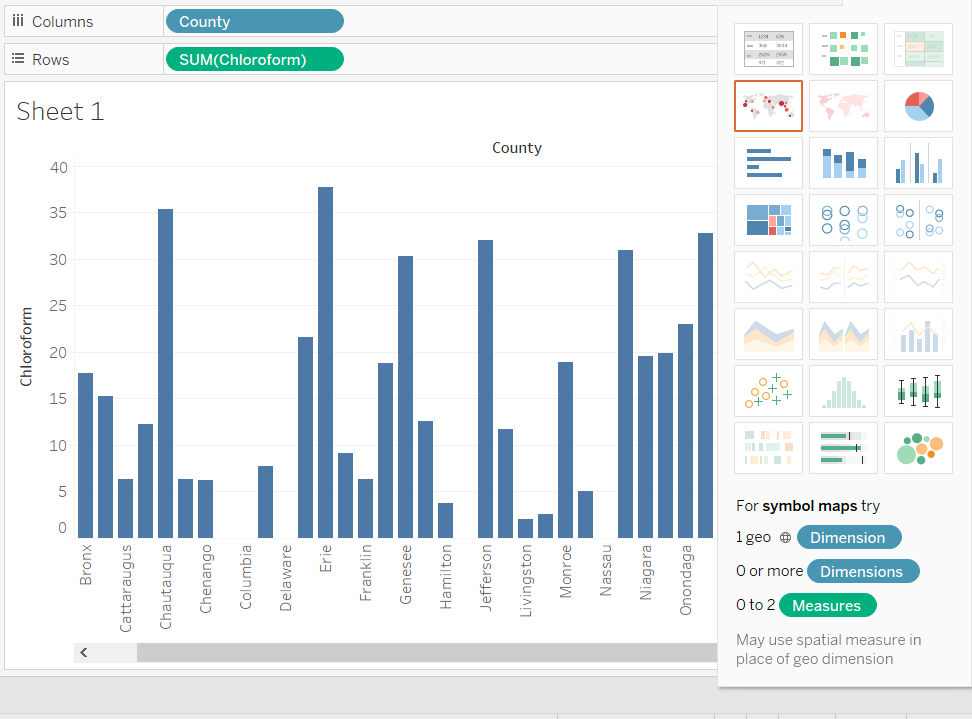 Columns
County
Rows
SUM(Chloroform)
Sheet 1
County
Chloroform
40
35
30
25
20
15
10
5
0
Bronx
Cattaraugus
Chautauqua
Chenango
Columbia
Delaware
Erie
Franklin
Genesee
Hamilton
Jefferson
Livingston
Monroe
Nassau
Niagara
Onondaga
For symbol maps try
1 geo Dimension
0 or more Dimensions
0 to 2 Measures
May use spatial measure in
place of geo dimension